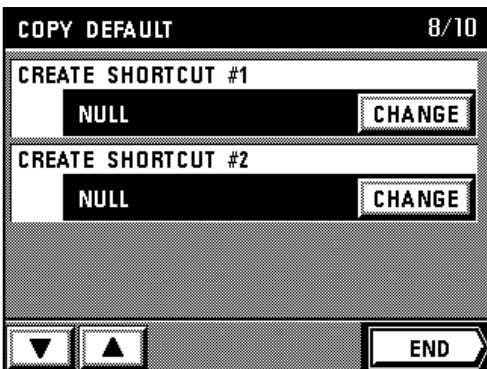 COPY DEFAULT 8/10
CREATE SHORTCUT #1
NULL CHANGE
CREATE SHORTCUT #2
NULL CHANGE
END